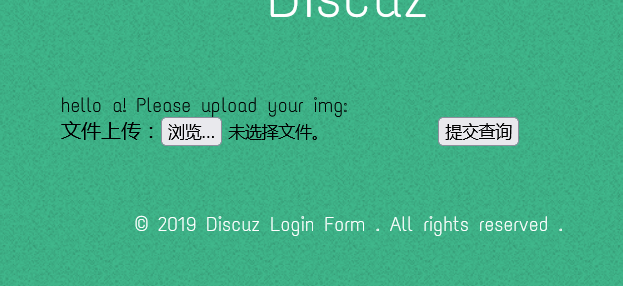 Discuz
hello a! Please upload your img:
文件上传：浏览... 未选择文件。 提交查询
© 2019 Discuz Login Form . All rights reserved .